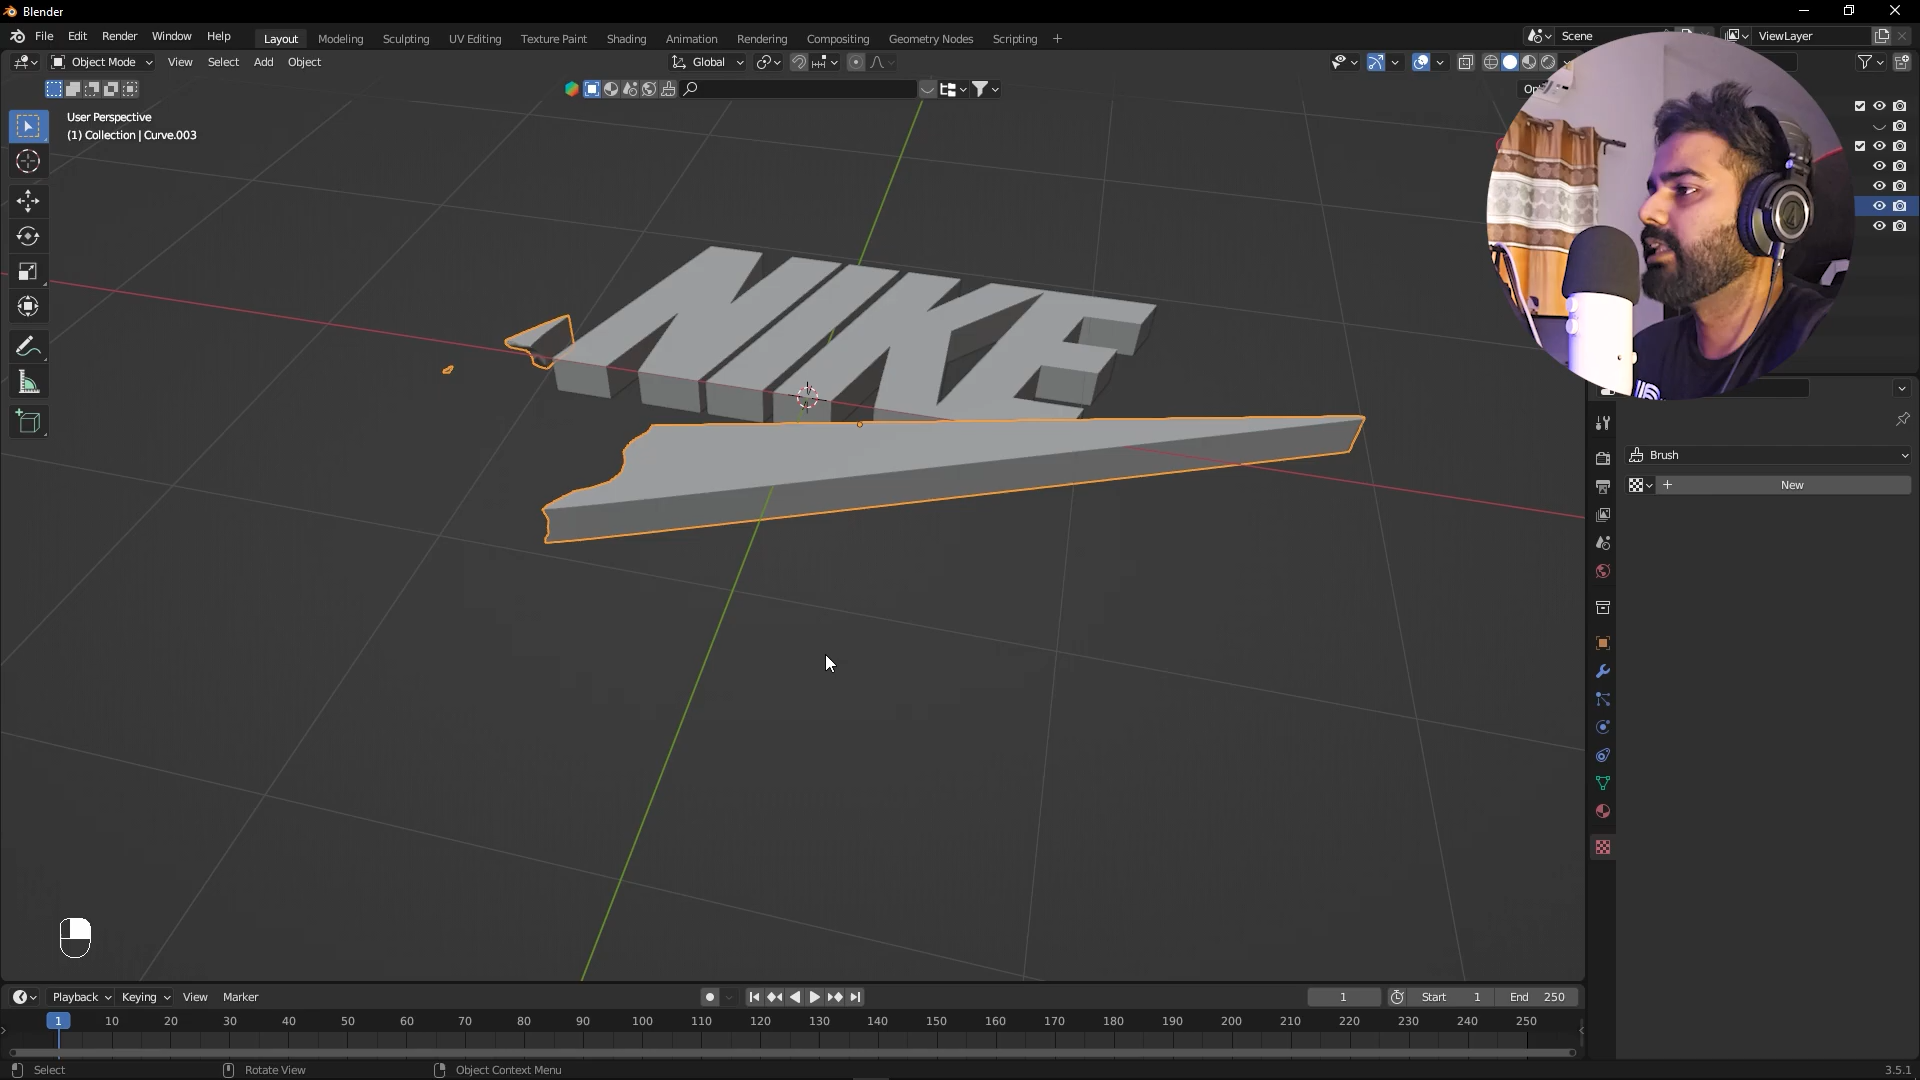 Blender
File Edit Render Window Help
Layout Modeling Sculpting UV Editing Texture Paint Shading Animation Rendering Compositing Geometry Nodes Scripting +
Scene
ViewLayer
Object Mode View Select Add Object
Global
User Perspective
(1) Collection | Curve.003
NIKE
Brush
New
Playback Keying View Marker
1
Start 1
End 250
1 10 20 30 40 50 60 70 80 90 100 110 120 130 140 150 160 170 180 190 200 210 220 230 240 250
Select
Rotate View
Object Context Menu
3.5.1